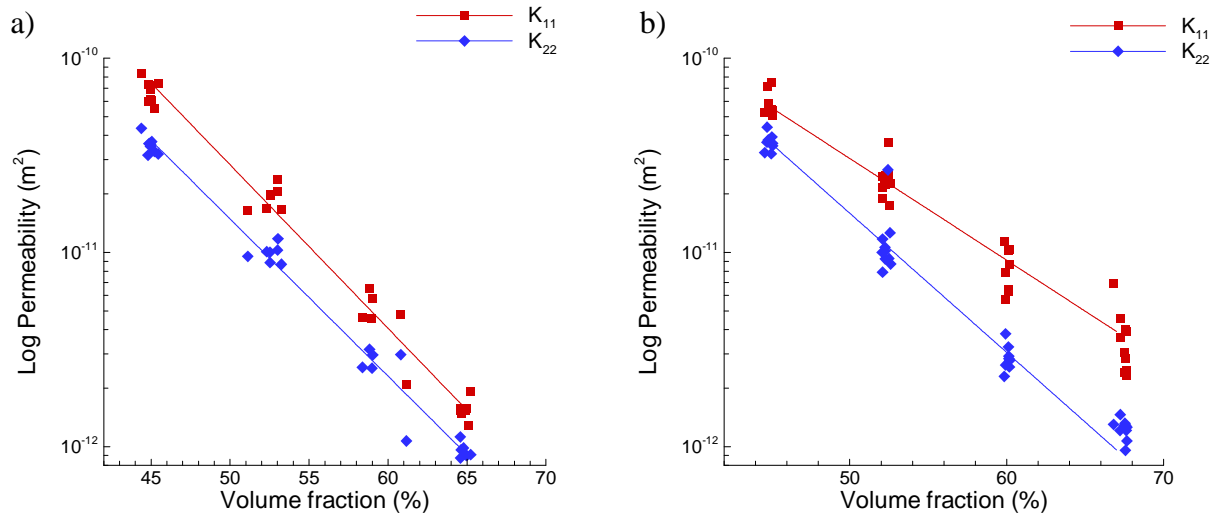 a)
K₁₁
K₂₂
10⁻¹⁰
10⁻¹¹
10⁻¹²
Log Permeability (m²)
45 50 55 60 65 70
Volume fraction (%)
b)
K₁₁
K₂₂
10⁻¹⁰
10⁻¹¹
10⁻¹²
Log Permeability (m²)
50 60 70
Volume fraction (%)